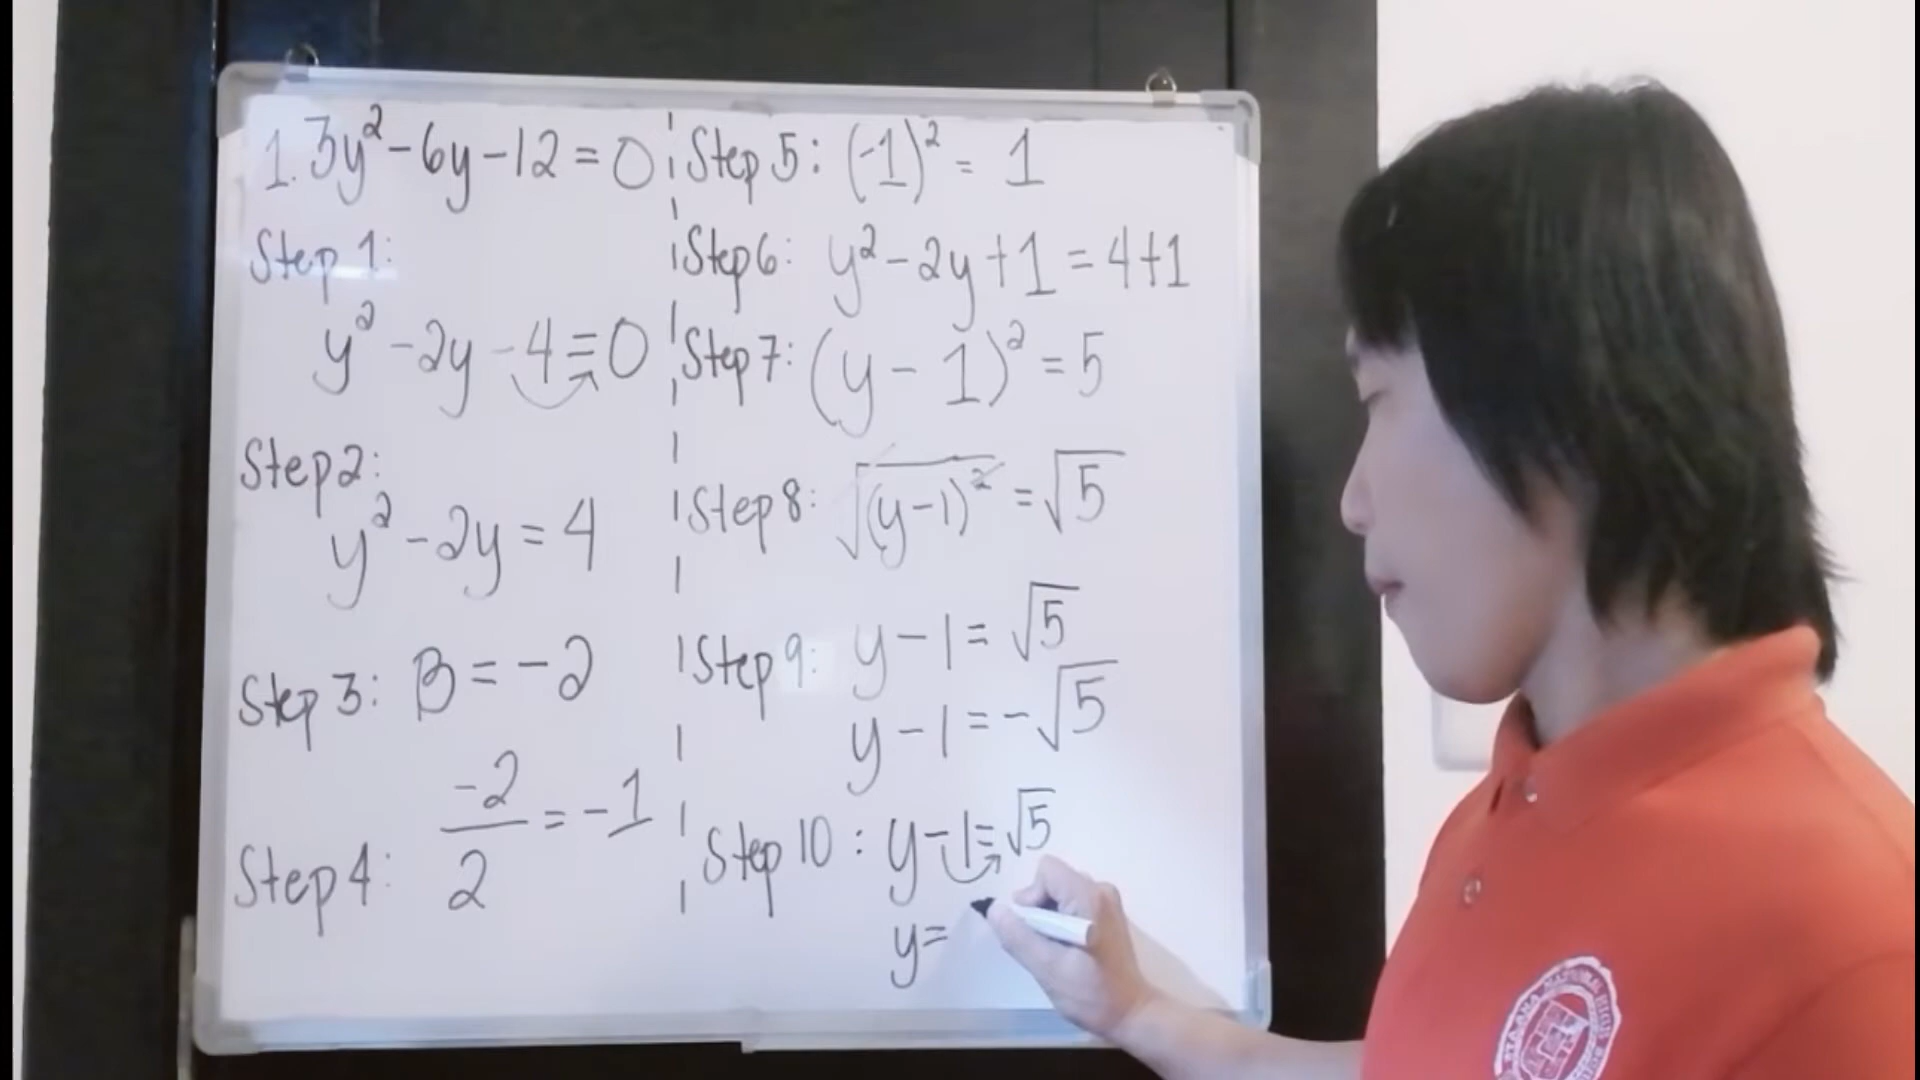 1. 3y² - 6y - 12 = 0
Step 1:
y² - 2y - 4 = 0
Step 2:
y² - 2y = 4
Step 3: B = -2
Step 4: -2/2 = -1
Step 5: (-1)² = 1
Step 6: y² - 2y + 1 = 4 + 1
Step 7: (y - 1)² = 5
Step 8: √(y-1)² = √5
Step 9: y - 1 = √5
y - 1 = -√5
Step 10: y - 1 = √5
y =